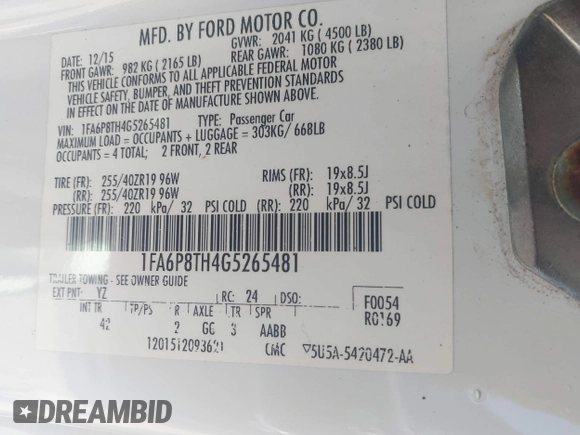 MFD. BY FORD MOTOR CO.
DATE: 12/15 GVWR: 2041 KG ( 4500 LB)
FRONT GAWR: 982 KG ( 2165 LB) REAR GAWR: 1080 KG ( 2380 LB)
THIS VEHICLE CONFORMS TO ALL APPLICABLE FEDERAL MOTOR
VEHICLE SAFETY, BUMPER, AND THEFT PREVENTION STANDARDS
IN EFFECT ON THE DATE OF MANUFACTURE SHOWN ABOVE.
VIN: 1FA6P8TH4G5265481 TYPE: Passenger Car
MAXIMUM LOAD = OCCUPANTS + LUGGAGE = 303KG/ 668LB
OCCUPANTS = 4 TOTAL; 2 FRONT, 2 REAR
TIRE (FR): 255/40ZR19 96W RIMS (FR): 19x8.5J
(RR): 255/40ZR19 96W (RR): 19x8.5J
PRESSURE (FR): 220 kPa/ 32 PSI COLD (RR): 220 kPa/ 32 PSI COLD
1FA6P8TH4G5265481
TRAILER TOWING - SEE OWNER GUIDE
EXT PNT: YZ RC: 24 DSO: F0054
INT TR TP/PS R AXLE TR SPR R0169
42 2 GG 3 AABB
20151209362 CMC 5U5A-5420472-AA
DREAMBID